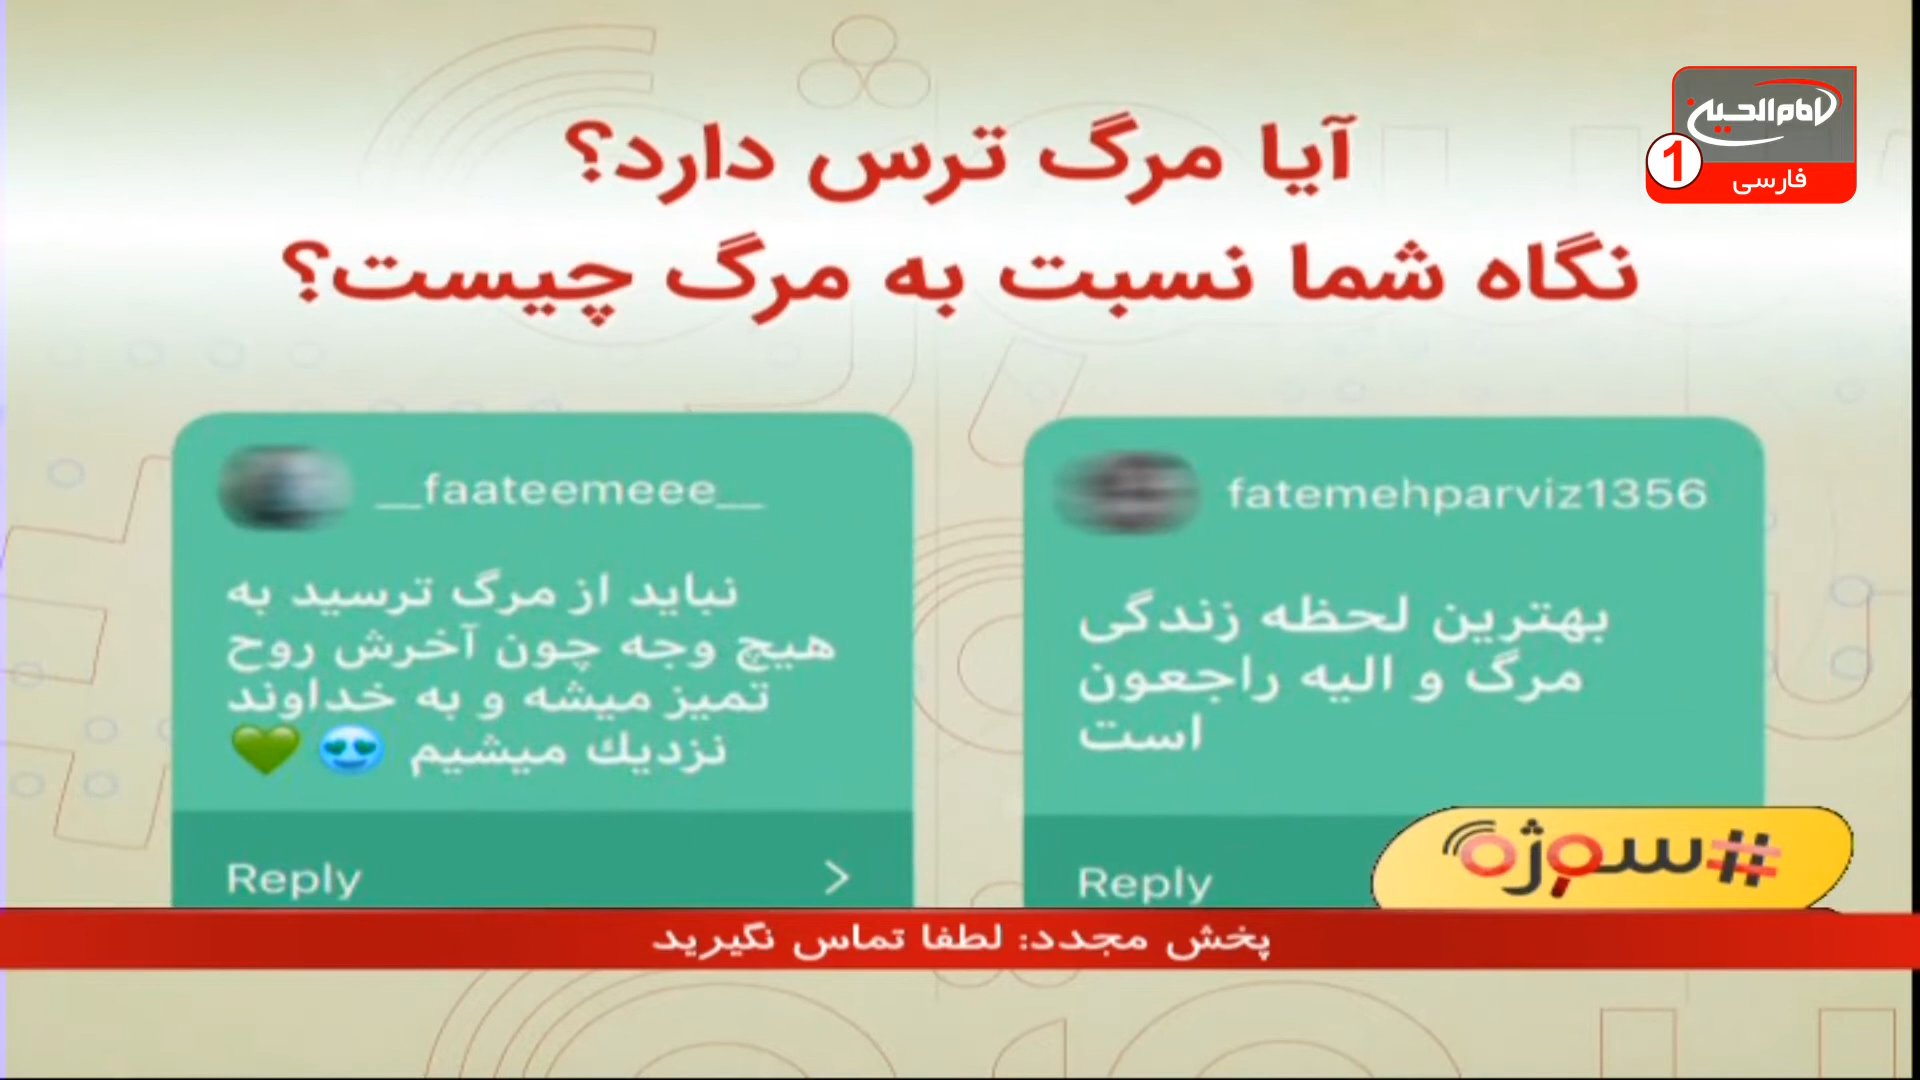 آیا مرگ ترس دارد؟
نگاه شما نسبت به مرگ چیست؟
امام الحسین
1
فارسی
fatemehparviz1356
بهترین لحظه زندگی
مرگ و الیه راجعون
است
Reply
__faateemeee__
نباید از مرگ ترسید به
هیچ وجه چون آخرش روح
تمیز میشه و به خداوند
نزدیك میشیم 😍 💚
Reply >
#سوژه
پخش مجدد: لطفا تماس نگیرید